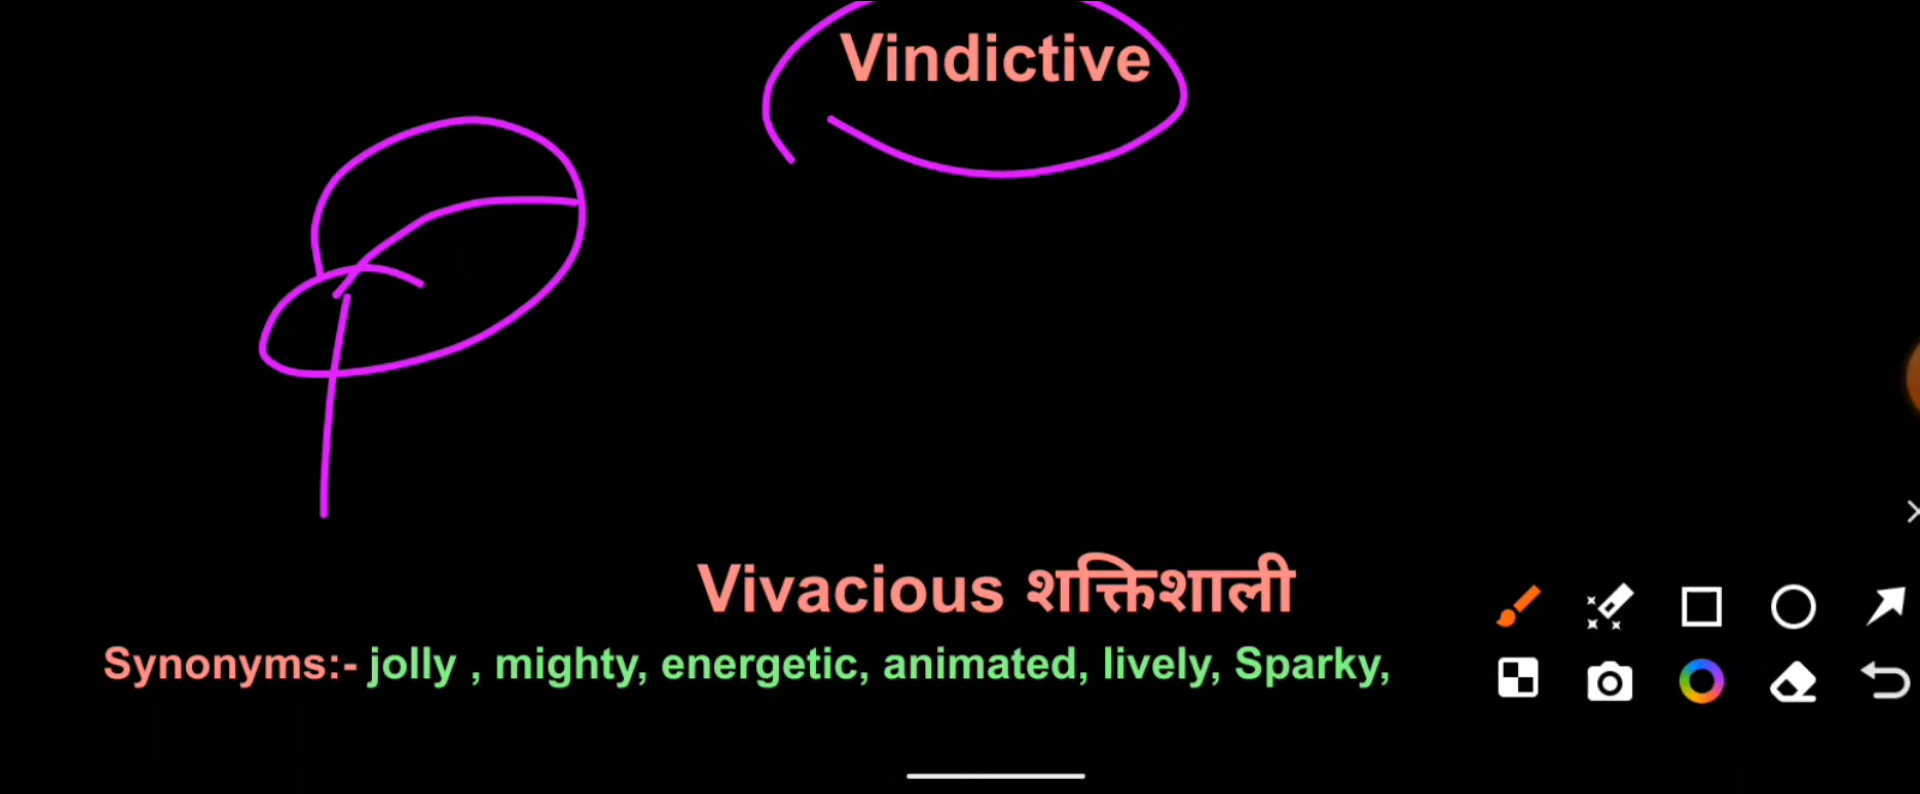 Vindictive
Vivacious शक्तिशाली
Synonyms:- jolly , mighty, energetic, animated, lively, Sparky,